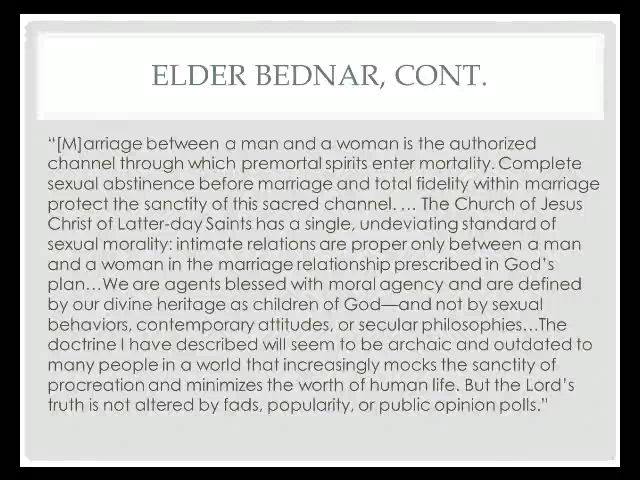 ELDER BEDNAR, CONT.
“[M]arriage between a man and a woman is the authorized
channel through which premortal spirits enter mortality. Complete
sexual abstinence before marriage and total fidelity within marriage
protect the sanctity of this sacred channel. … The Church of Jesus
Christ of Latter-day Saints has a single, undeviating standard of
sexual morality: intimate relations are proper only between a man
and a woman in the marriage relationship prescribed in God’s
plan…We are agents blessed with moral agency and are defined
by our divine heritage as children of God—and not by sexual
behaviors, contemporary attitudes, or secular philosophies…The
doctrine I have described will seem to be archaic and outdated to
many people in a world that increasingly mocks the sanctity of
procreation and minimizes the worth of human life. But the Lord’s
truth is not altered by fads, popularity, or public opinion polls.”